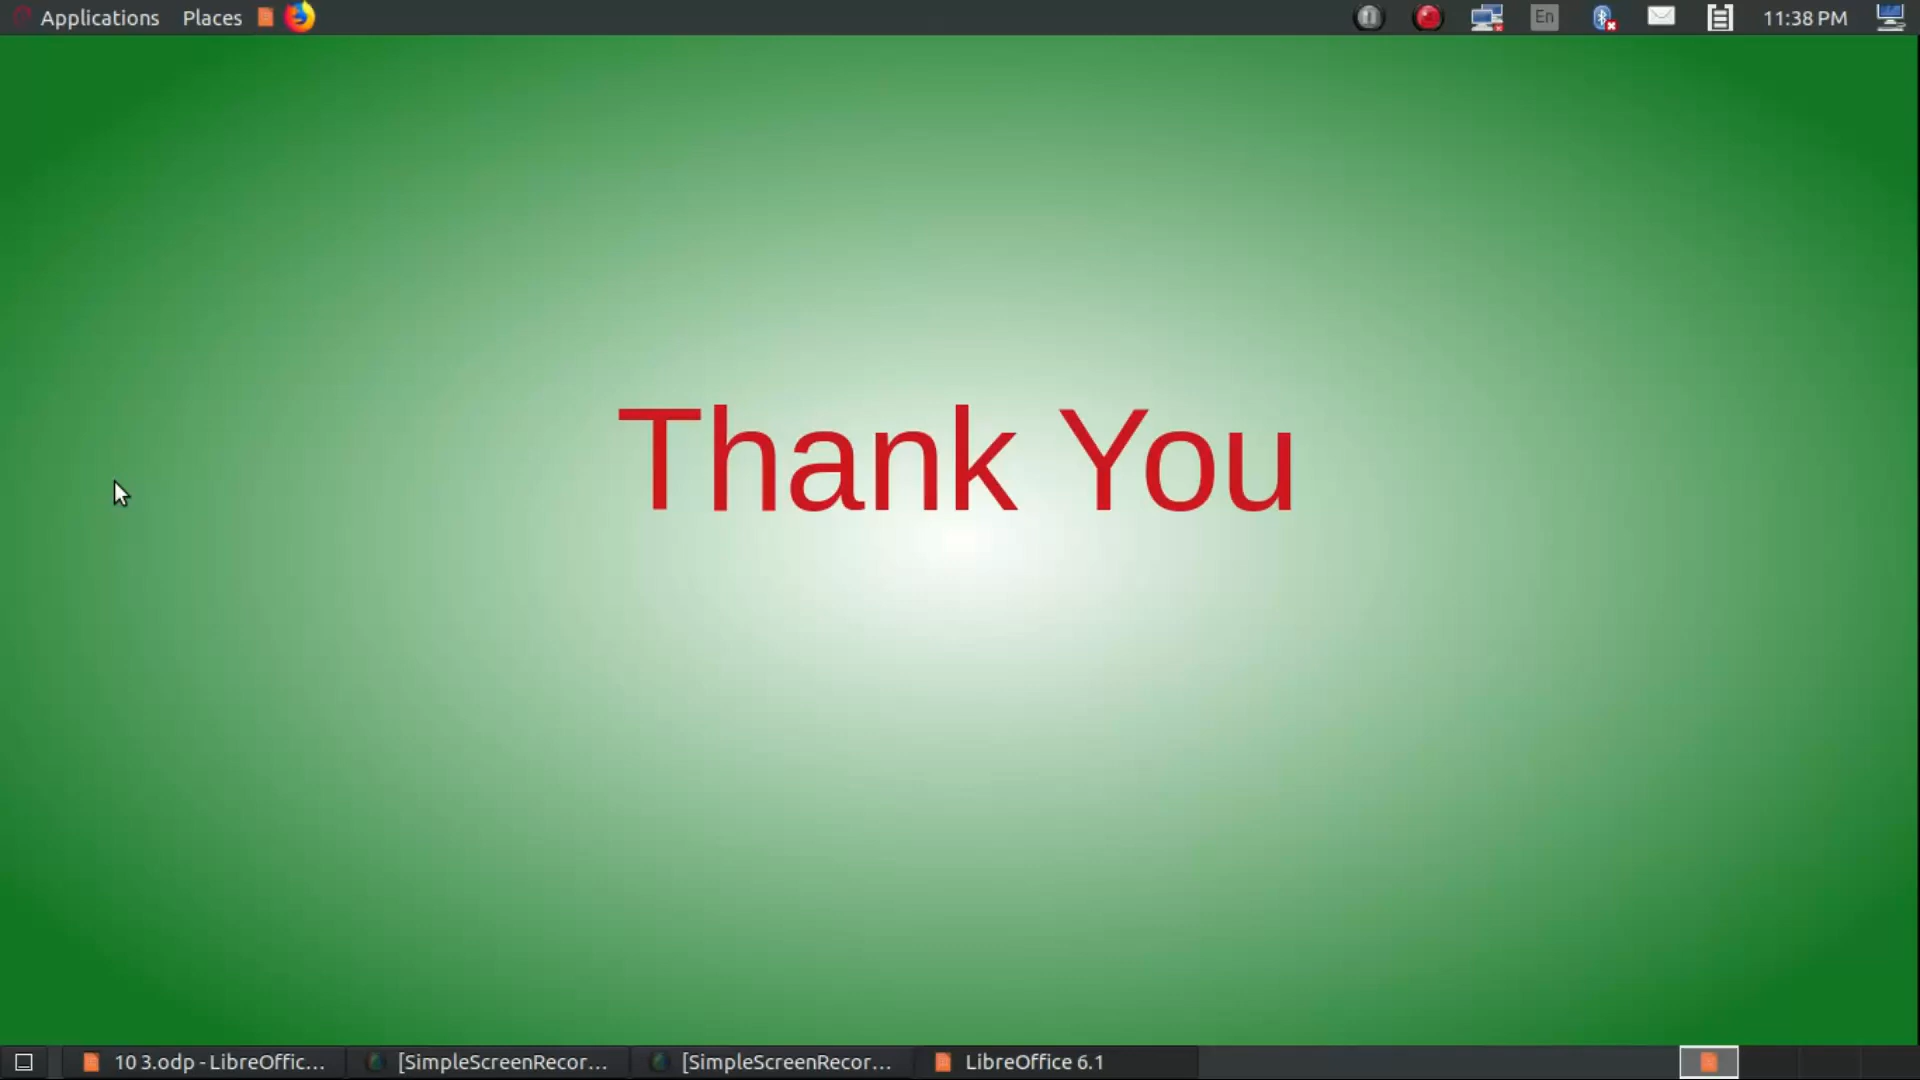 Applications Places En 11:38 PM
Thank You
10 3.odp - LibreOffic... [SimpleScreenRecor... [SimpleScreenRecor... LibreOffice 6.1